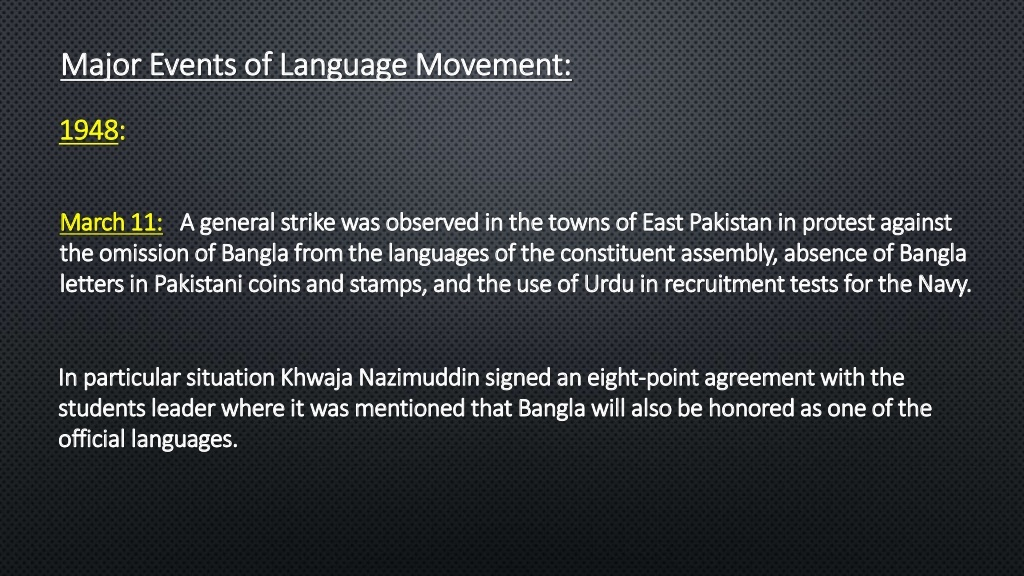 Major Events of Language Movement:
1948:
March 11: A general strike was observed in the towns of East Pakistan in protest against
the omission of Bangla from the languages of the constituent assembly, absence of Bangla
letters in Pakistani coins and stamps, and the use of Urdu in recruitment tests for the Navy.
In particular situation Khwaja Nazimuddin signed an eight-point agreement with the
students leader where it was mentioned that Bangla will also be honored as one of the
official languages.